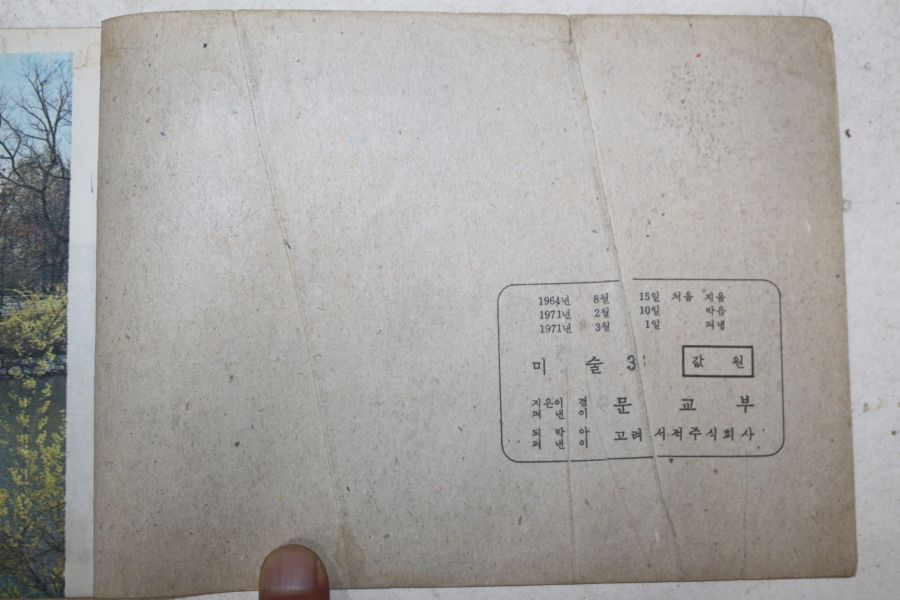 1964년 8월 15일 처음 지음
1971년 2월 10일 박음
1971년 3월 1일 펴냄
미 술 3
값 원
지은이 겸
펴 낸 이
문 교 부
되 박 아
펴 낸 이
고려서적주식회사